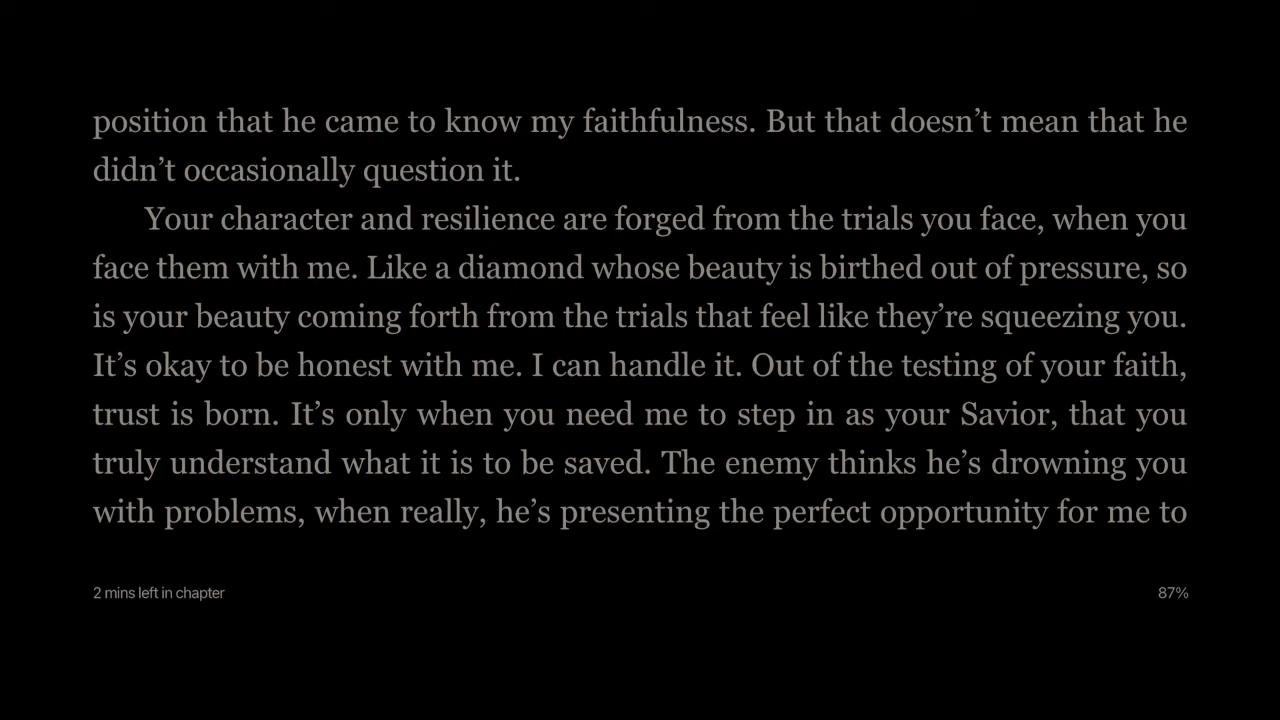 position that he came to know my faithfulness. But that doesn’t mean that he
didn’t occasionally question it.
Your character and resilience are forged from the trials you face, when you
face them with me. Like a diamond whose beauty is birthed out of pressure, so
is your beauty coming forth from the trials that feel like they’re squeezing you.
It’s okay to be honest with me. I can handle it. Out of the testing of your faith,
trust is born. It’s only when you need me to step in as your Savior, that you
truly understand what it is to be saved. The enemy thinks he’s drowning you
with problems, when really, he’s presenting the perfect opportunity for me to
2 mins left in chapter
87%